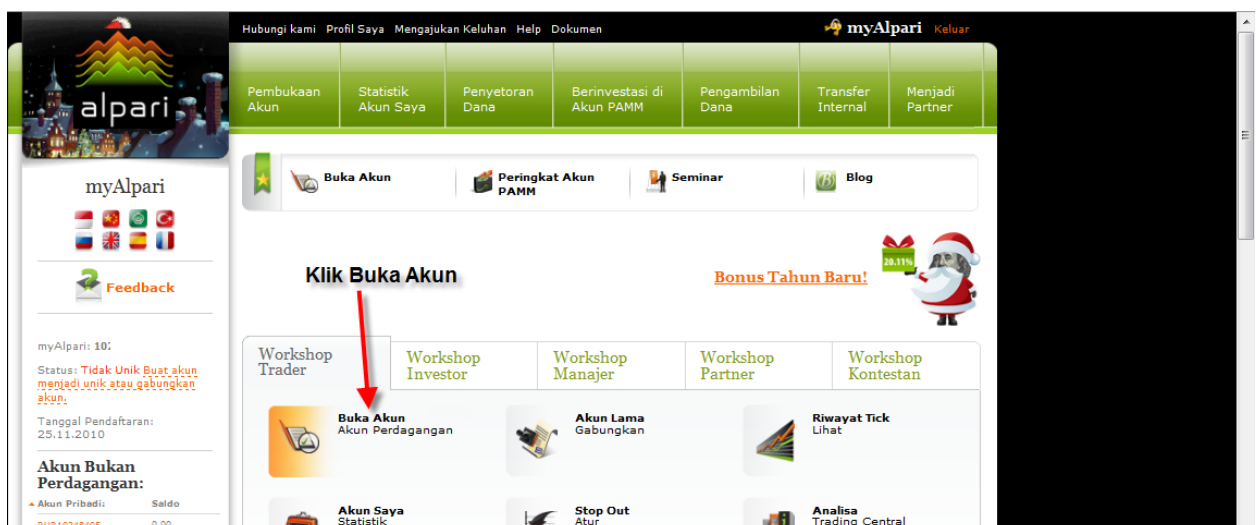 Hubungi kami Profil Saya Mengajukan Keluhan Help Dokumen
myAlpari Keluar
alpari
Pembukaan
Akun
Statistik
Akun Saya
Penyetoran
Dana
Berinvestasi di
Akun PAMM
Pengambilan
Dana
Transfer
Internal
Menjadi
Partner
Buka Akun
Peringkat Akun
PAMM
Seminar
Blog
myAlpari
Feedback
Klik Buka Akun
Bonus Tahun Baru!
20.11%
myAlpari: 10
Status: Tidak Unik Buat akun
menjadi unik atau gabungkan
akun.
Tanggal Pendaftaran:
25.11.2010
Akun Bukan
Perdagangan:
Akun Pribadi: Saldo
0.00
Workshop
Trader
Workshop
Investor
Workshop
Manajer
Workshop
Partner
Workshop
Kontestan
Buka Akun
Akun Perdagangan
Akun Lama
Gabungkan
Riwayat Tick
Lihat
Akun Saya
Statistik
Stop Out
Atur
Analisa
Trading Central